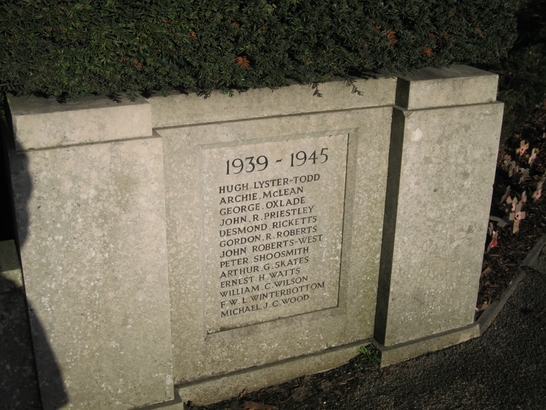 1939 - 1945
HUGH LYSTER-TODD
ARCHIE. McLEAN
GEORGE. OXLADE
JOHN. R. PRIESTLEY
DESMOND RICKETTS
GORDON. R. ROBERTS
JOHN ROBERTS-WEST
PETER SHOOSMITH
ARTHUR G. SKATES
ERNEST H. WATTS
WILLIAM C. WILSON
F. W. L. WINTERBOTTOM
MICHAEL J. C. WOOD